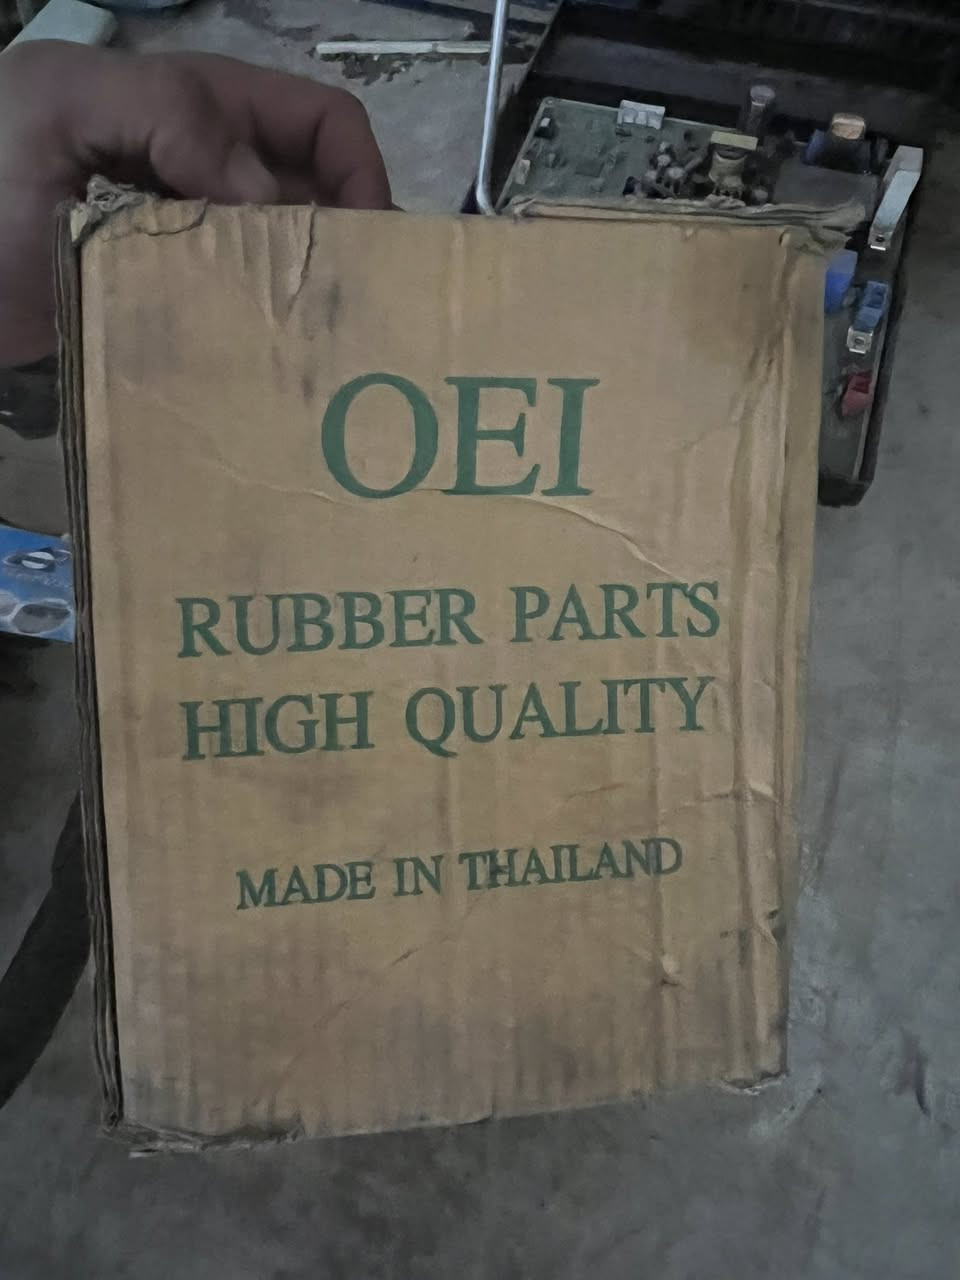 OEI
RUBBER PARTS
HIGH QUALITY
MADE IN THAILAND